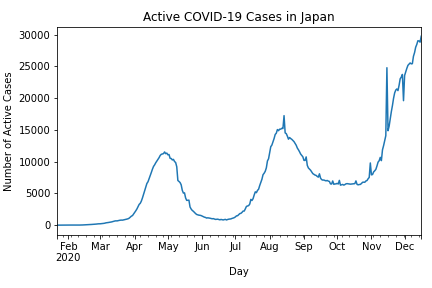 Active COVID-19 Cases in Japan
Number of Active Cases
30000
25000
20000
15000
10000
5000
0
Feb Mar Apr May Jun Jul Aug Sep Oct Nov Dec
2020
Day